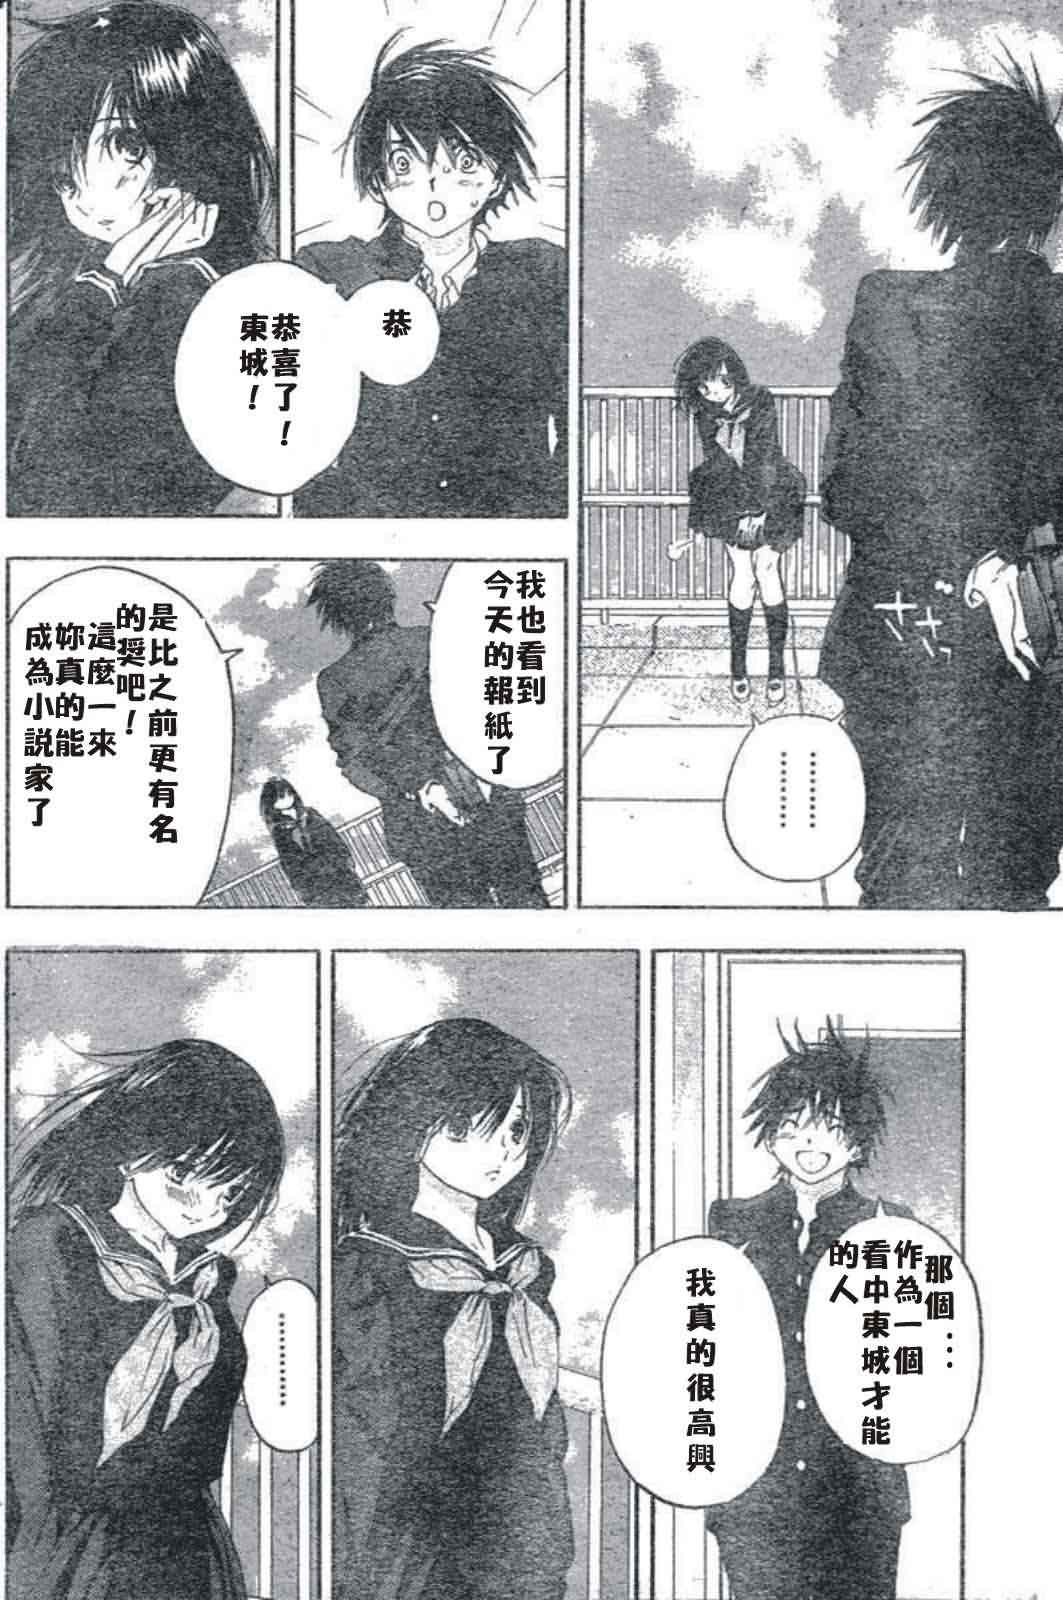 ………
………
恭
恭喜了！
東城！
我也看到
今天的報紙了
是比之前更有名
的獎吧！
這麼一來
妳真的能
成為小說家了
那個…
作為一個
看中東城才能
的人
我真的很高興
…………